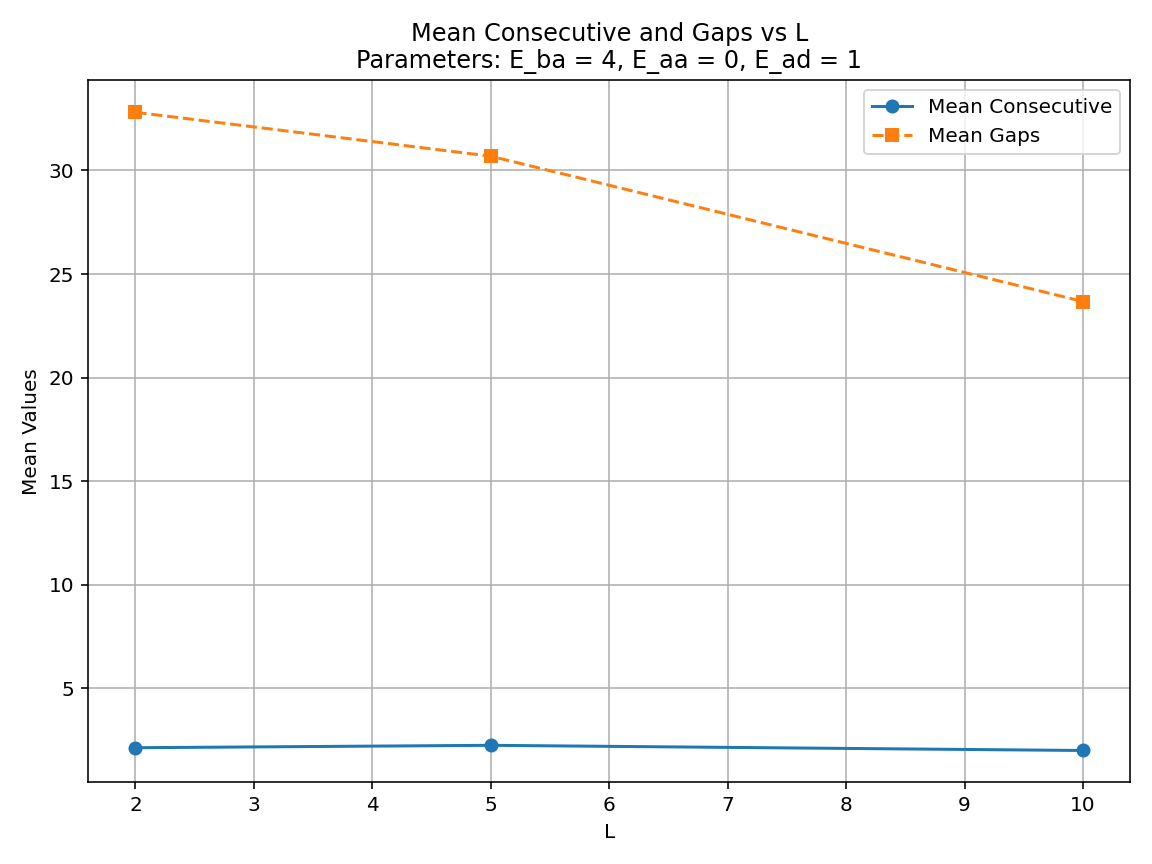 Mean Consecutive and Gaps vs L
Parameters: E_ba = 4, E_aa = 0, E_ad = 1
Mean Consecutive
Mean Gaps
Mean Values
30
25
20
15
10
5
2 3 4 5 6 7 8 9 10
L